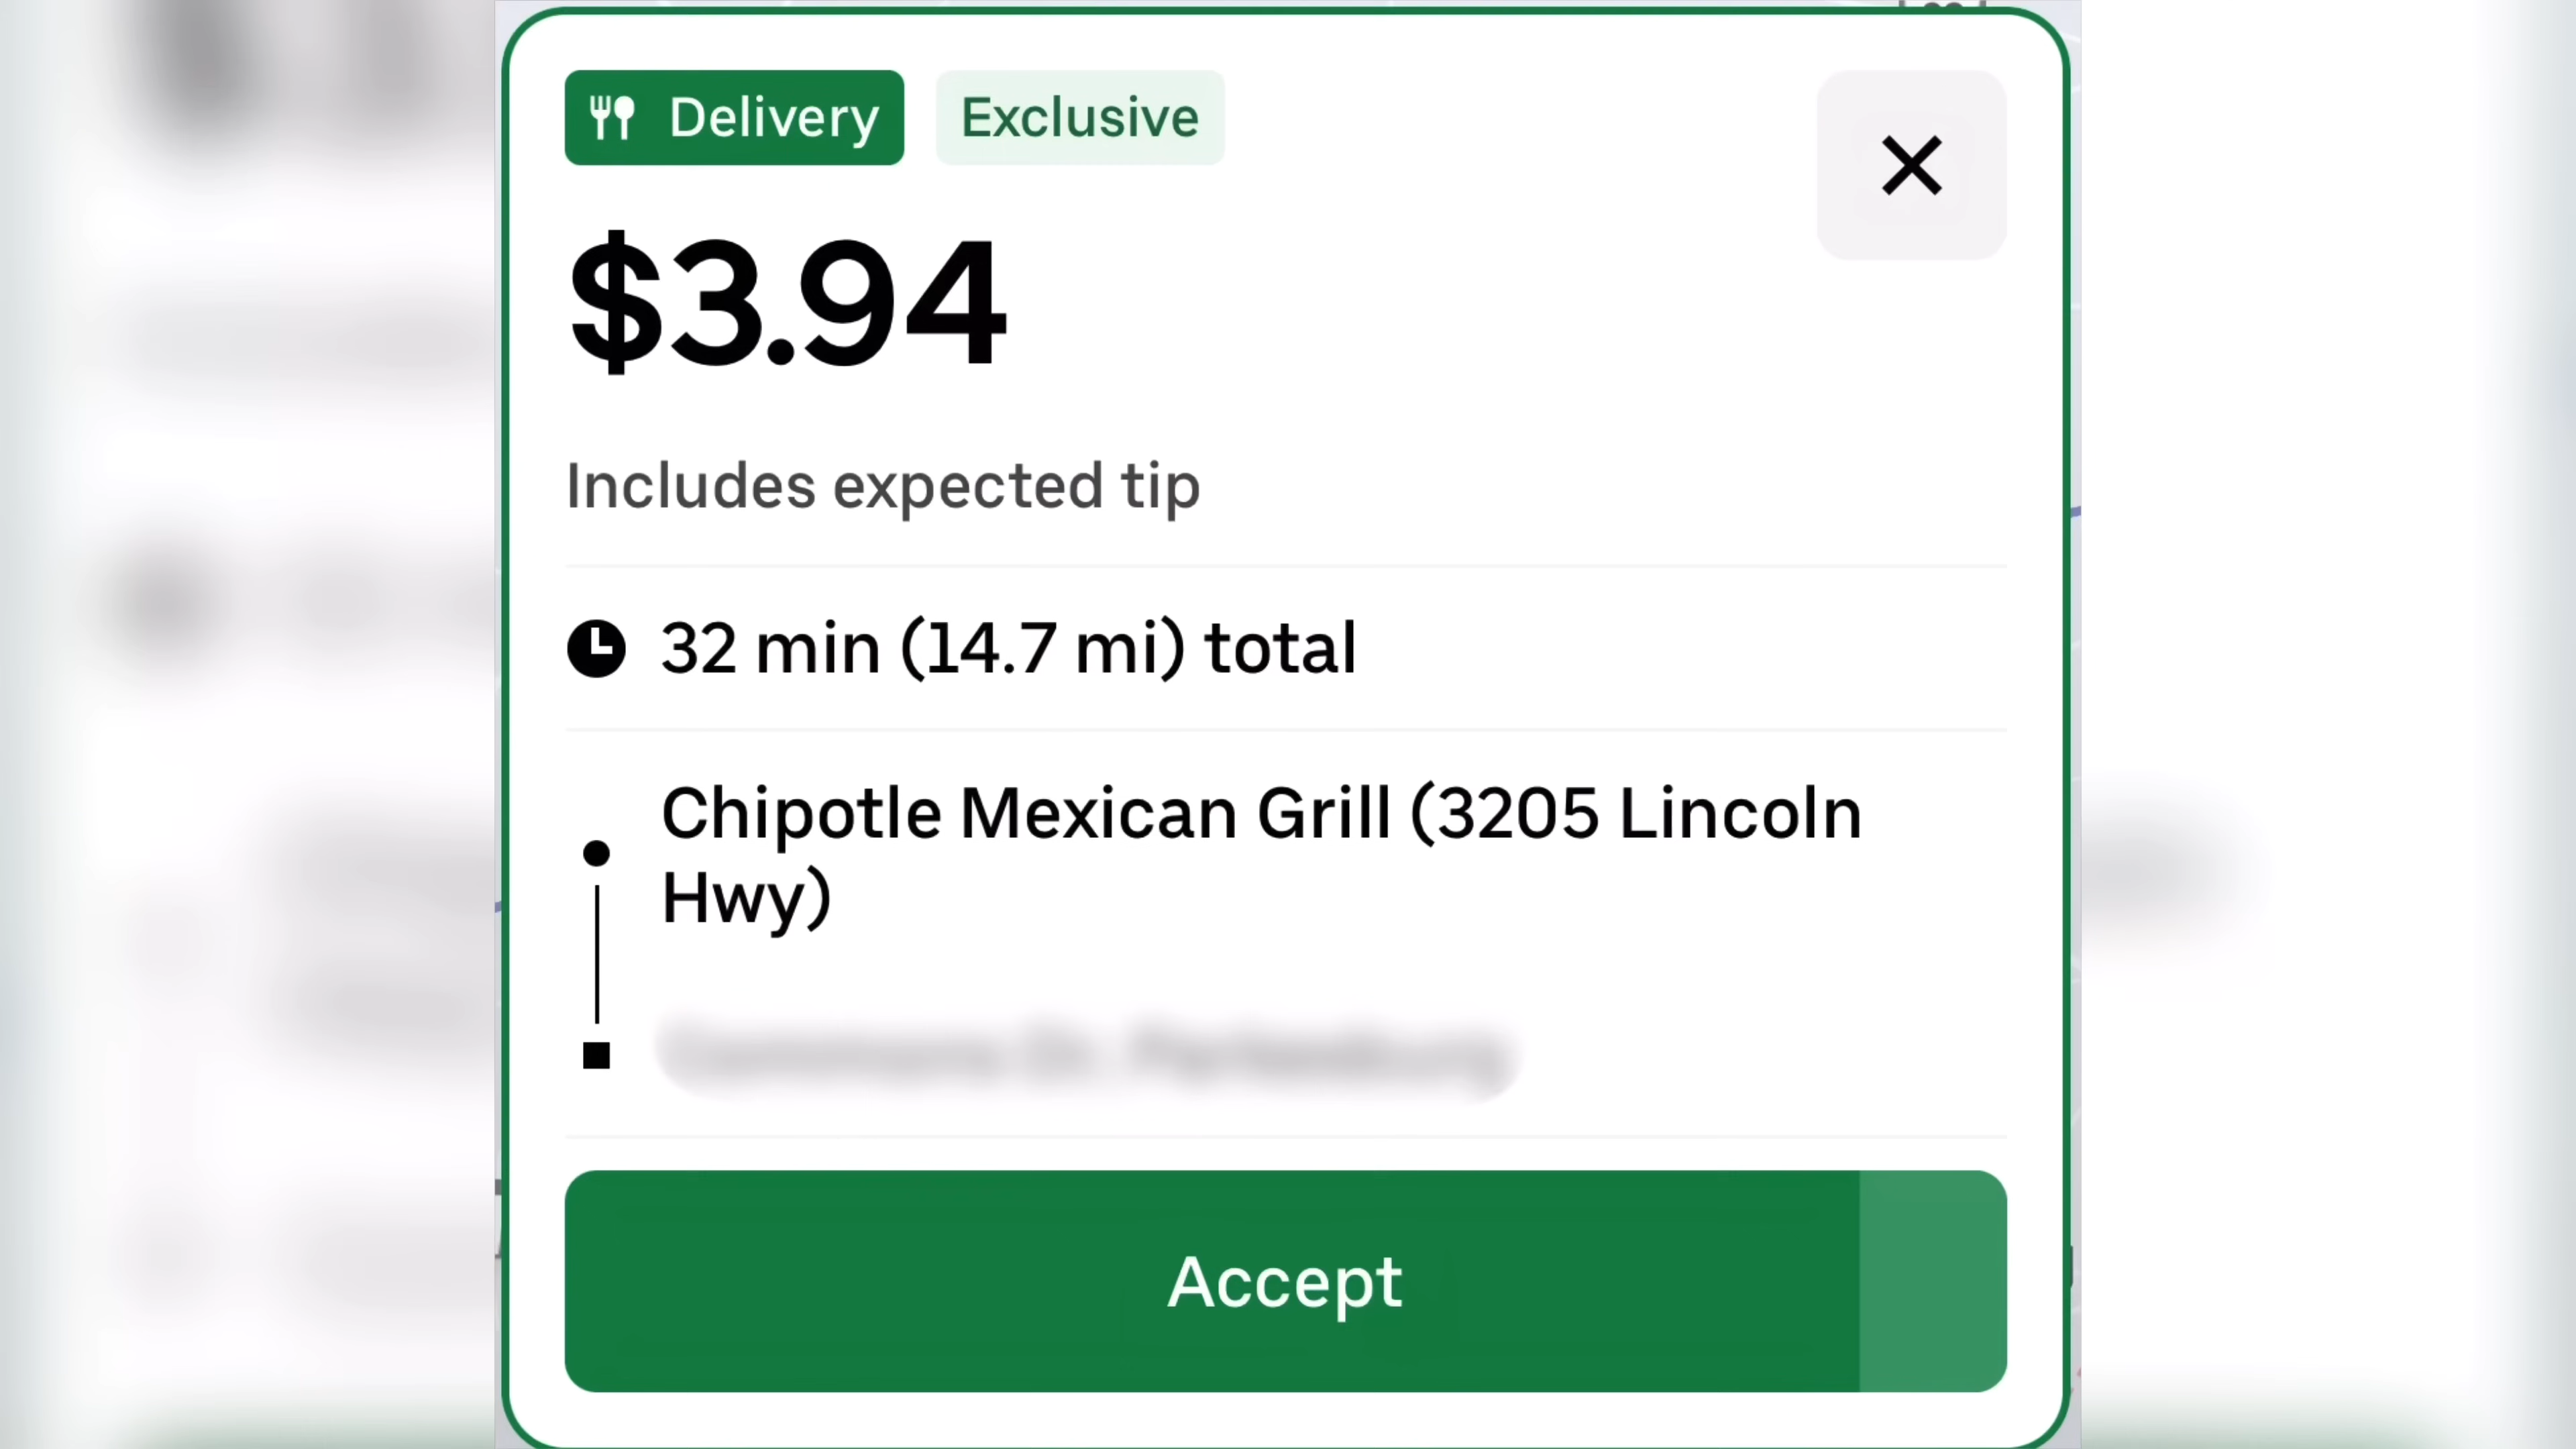 Delivery Exclusive
$3.94
Includes expected tip
32 min (14.7 mi) total
Chipotle Mexican Grill (3205 Lincoln
Hwy)
Accept